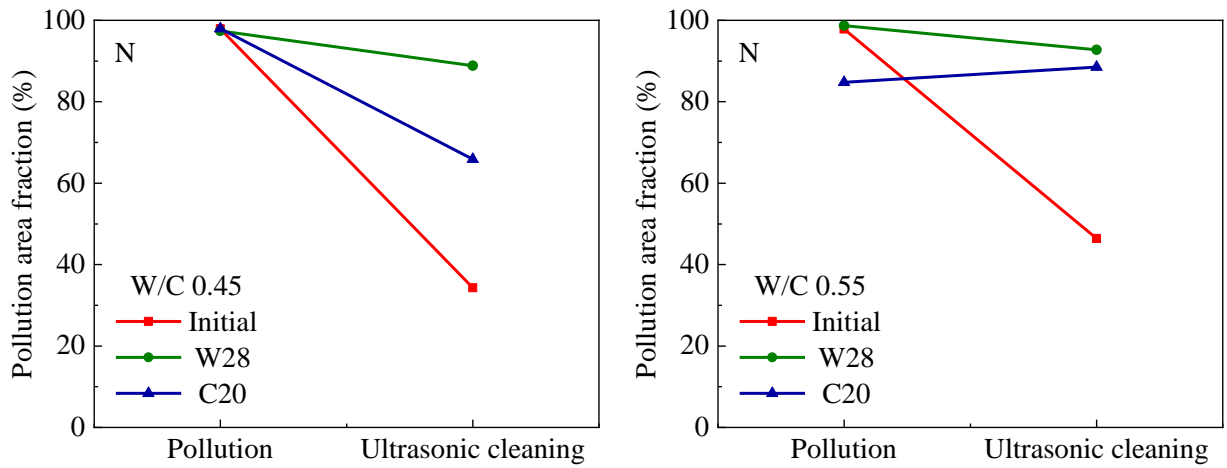 Pollution area fraction (%)
100
80
60
40
20
0
N
W/C 0.45
Initial
W28
C20
Pollution
Ultrasonic cleaning
Pollution area fraction (%)
100
80
60
40
20
0
N
W/C 0.55
Initial
W28
C20
Pollution
Ultrasonic cleaning